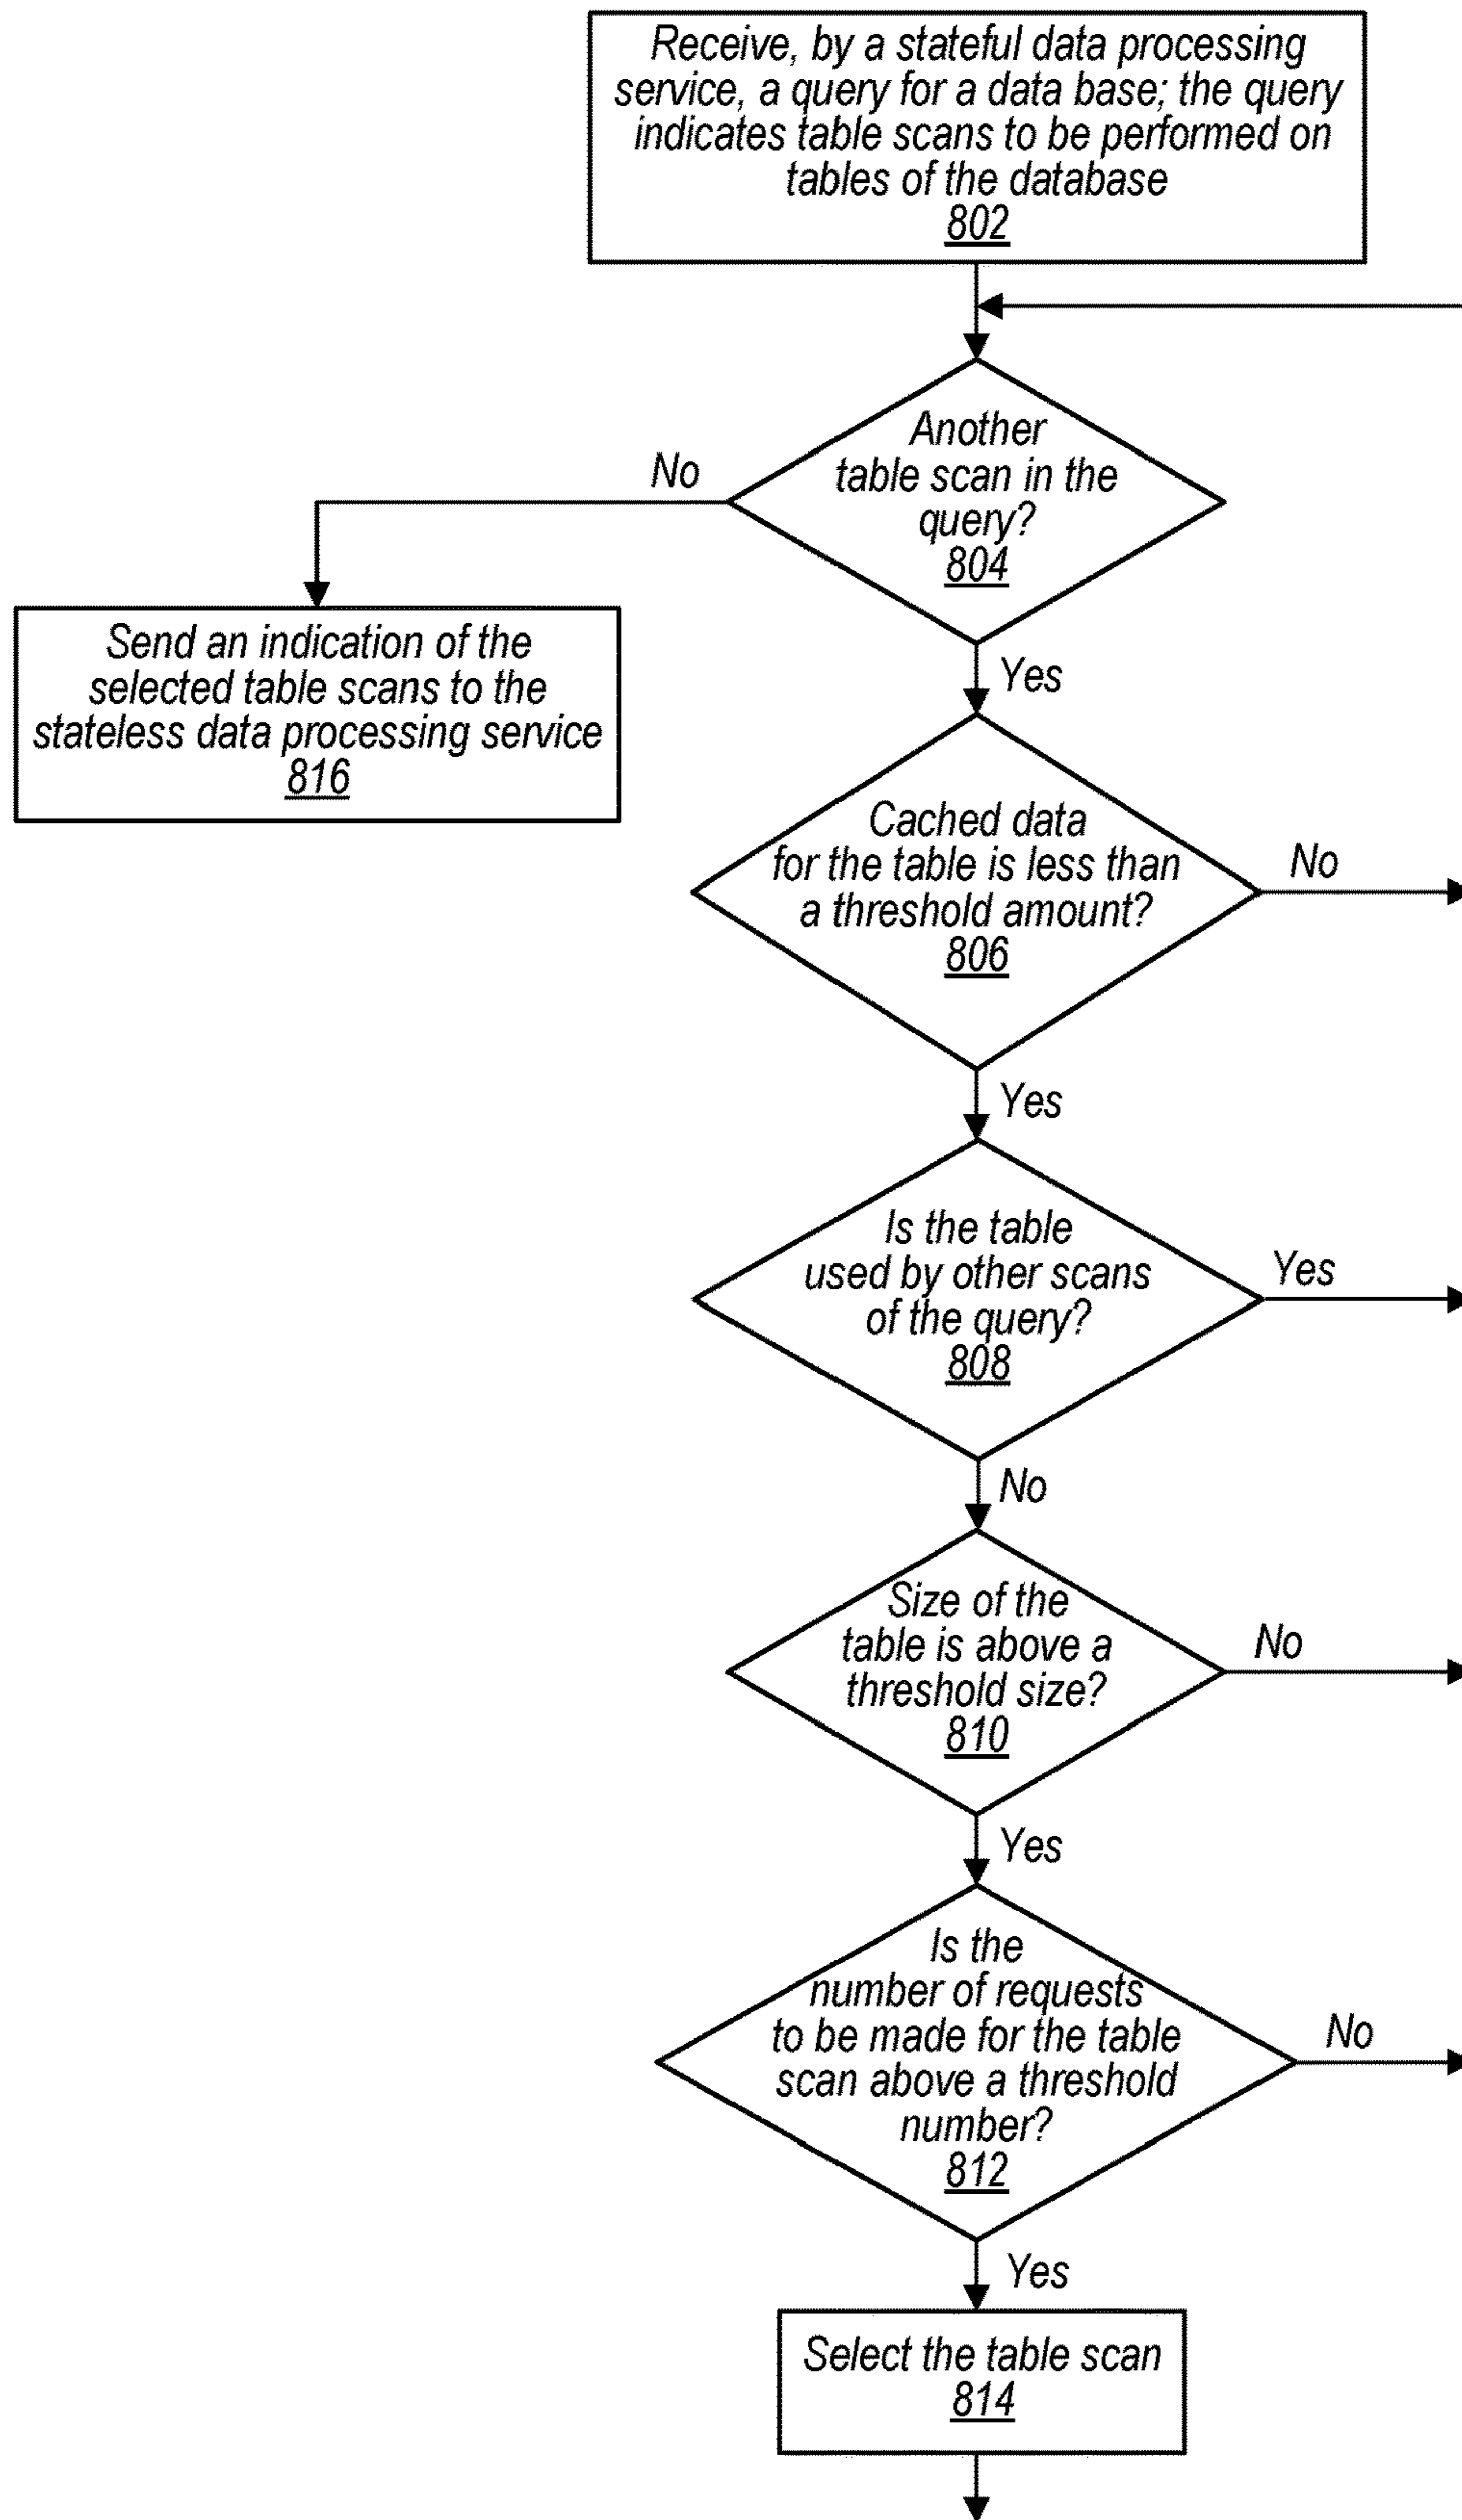 Receive, by a stateful data processing
service, a query for a data base; the query
indicates table scans to be performed on
tables of the database
802
Another
table scan in the
query?
804
No
Yes
Send an indication of the
selected table scans to the
stateless data processing service
816
Cached data
for the table is less than
a threshold amount?
806
No
Yes
Is the table
used by other scans
of the query?
808
Yes
No
Size of the
table is above a
threshold size?
810
No
Yes
Is the
number of requests
to be made for the table
scan above a threshold
number?
812
No
Yes
Select the table scan
814